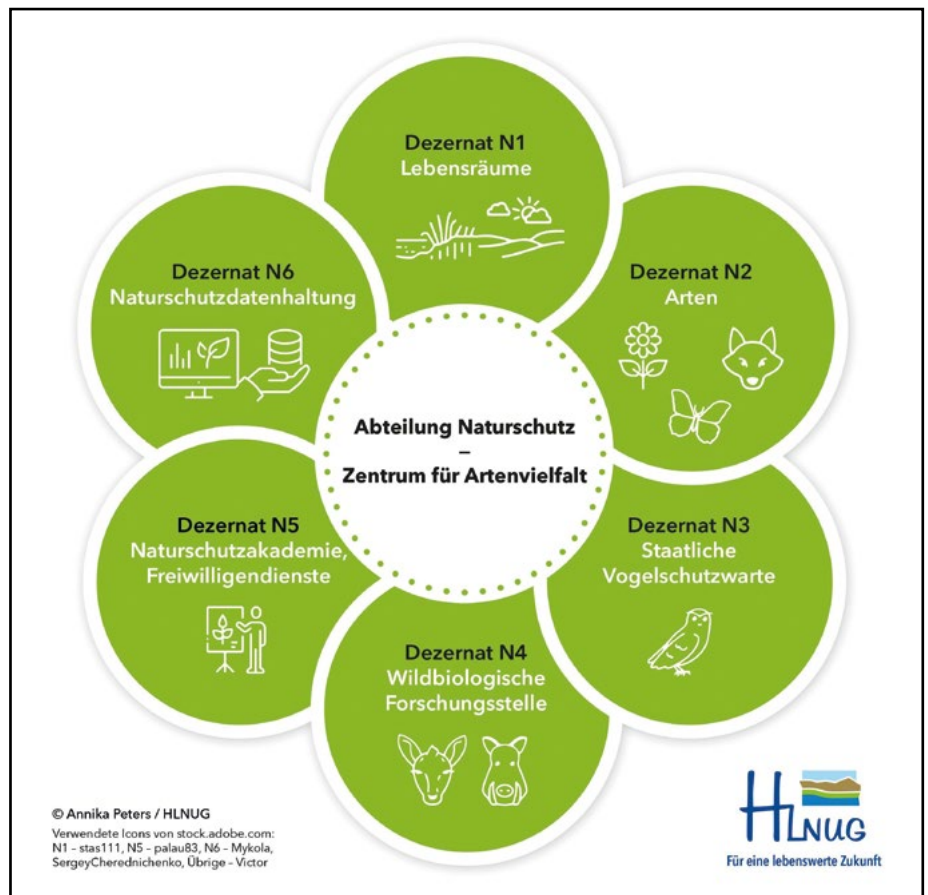 Dezernat N1
Lebensräume
Dezernat N2
Arten
Dezernat N3
Staatliche
Vogelschutzwarte
Dezernat N4
Wildbiologische
Forschungsstelle
Dezernat N5
Naturschutzakademie,
Freiwilligendienste
Dezernat N6
Naturschutzdatenhaltung
Abteilung Naturschutz
–
Zentrum für Artenvielfalt
© Annika Peters / HLNUG
Verwendete Icons von stock.adobe.com:
N1 – stas111, N5 – palau83, N6 – Mykola,
SergeyCherednichenko, Übrige – Victor
HLNUG
Für eine lebenswerte Zukunft